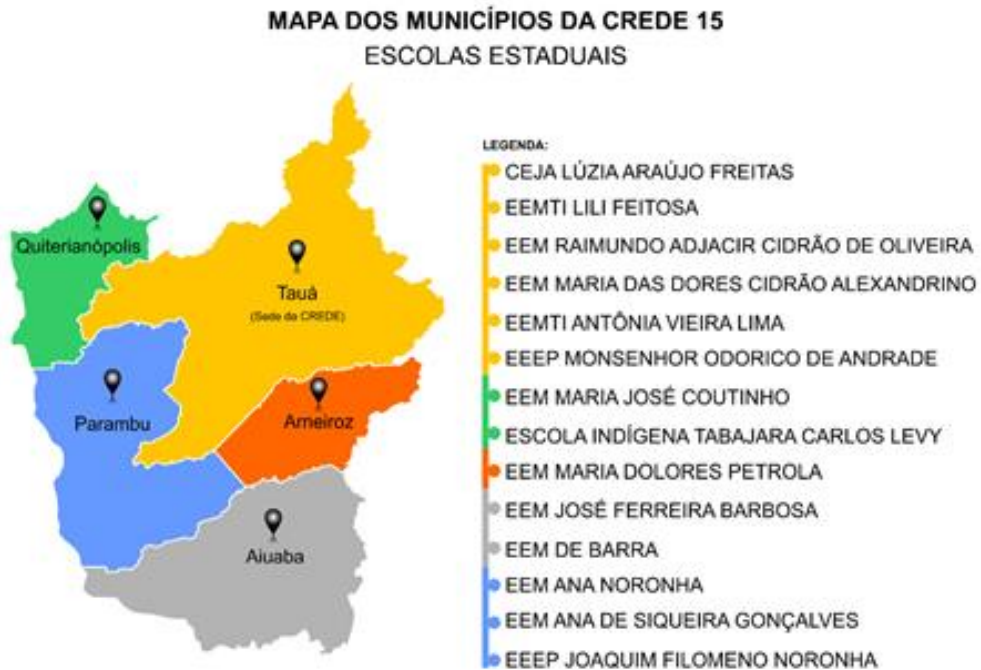 MAPA DOS MUNICÍPIOS DA CREDE 15
ESCOLAS ESTADUAIS
Quiterianópolis
Tauá
(Sede da CREDE)
Parambu
Arneiroz
Aiuaba
LEGENDA:
CEJA LÚZIA ARAÚJO FREITAS
EEMTI LILI FEITOSA
EEM RAIMUNDO ADJACIR CIDRÃO DE OLIVEIRA
EEM MARIA DAS DORES CIDRÃO ALEXANDRINO
EEMTI ANTÔNIA VIEIRA LIMA
EEEP MONSENHOR ODORICO DE ANDRADE
EEM MARIA JOSÉ COUTINHO
ESCOLA INDÍGENA TABAJARA CARLOS LEVY
EEM MARIA DOLORES PETROLA
EEM JOSÉ FERREIRA BARBOSA
EEM DE BARRA
EEM ANA NORONHA
EEM ANA DE SIQUEIRA GONÇALVES
EEEP JOAQUIM FILOMENO NORONHA